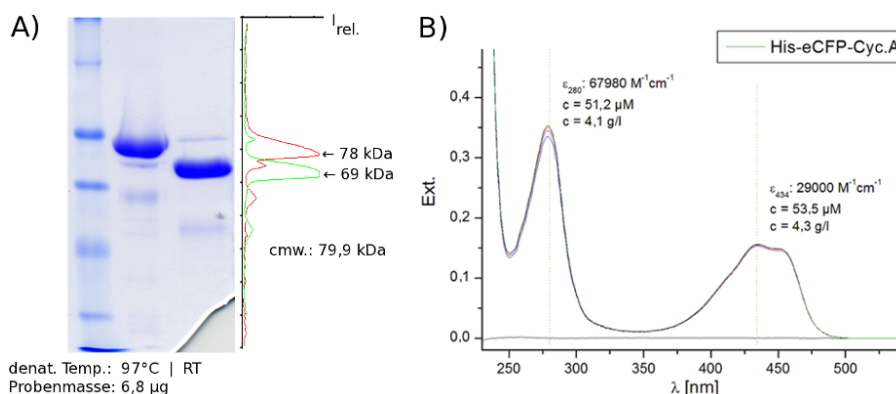 A)
I rel.
← 78 kDa
← 69 kDa
cmw.: 79,9 kDa
denat. Temp.: 97°C | RT
Probenmasse: 6,8 µg
B)
His-eCFP-Cyc.A
ε280: 67980 M⁻¹cm⁻¹
c = 51,2 µM
c = 4,1 g/l
ε434: 29000 M⁻¹cm⁻¹
c = 53,5 µM
c = 4,3 g/l
Ext.
0,4
0,3
0,2
0,1
0,0
250 300 350 400 450 500
λ [nm]